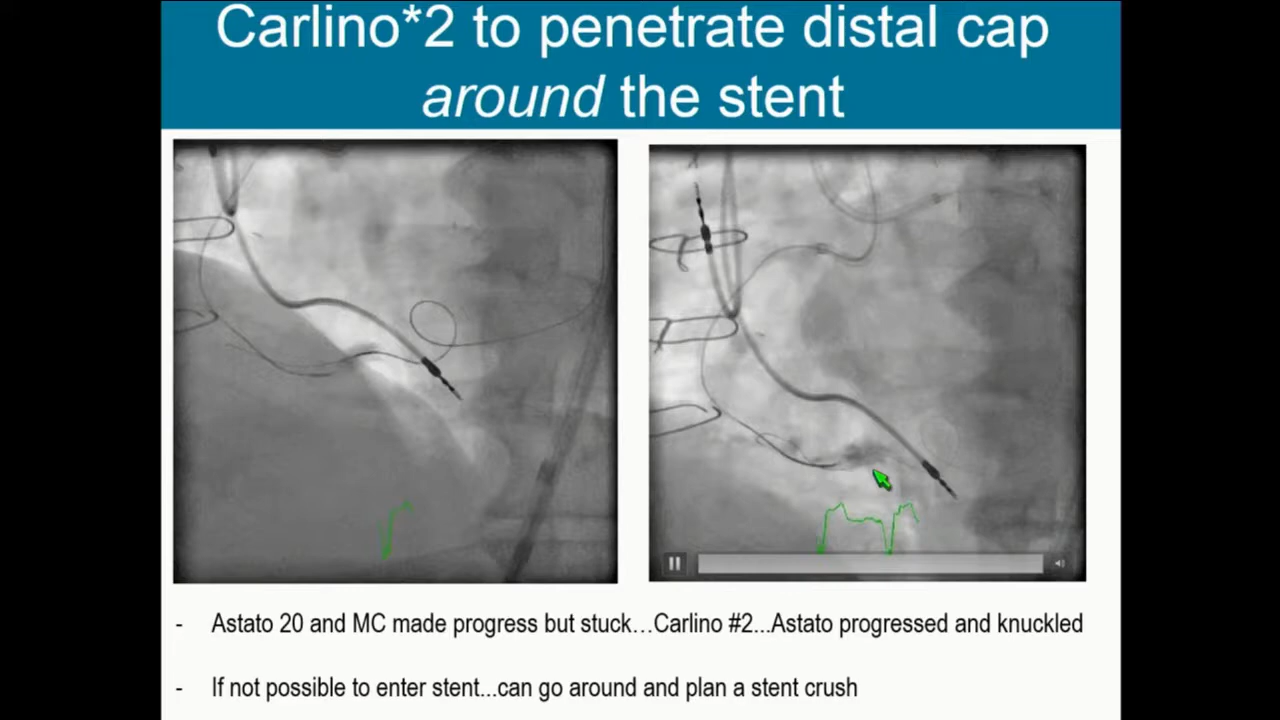 Carlino*2 to penetrate distal cap
around the stent
- Astato 20 and MC made progress but stuck…Carlino #2...Astato progressed and knuckled
- If not possible to enter stent...can go around and plan a stent crush